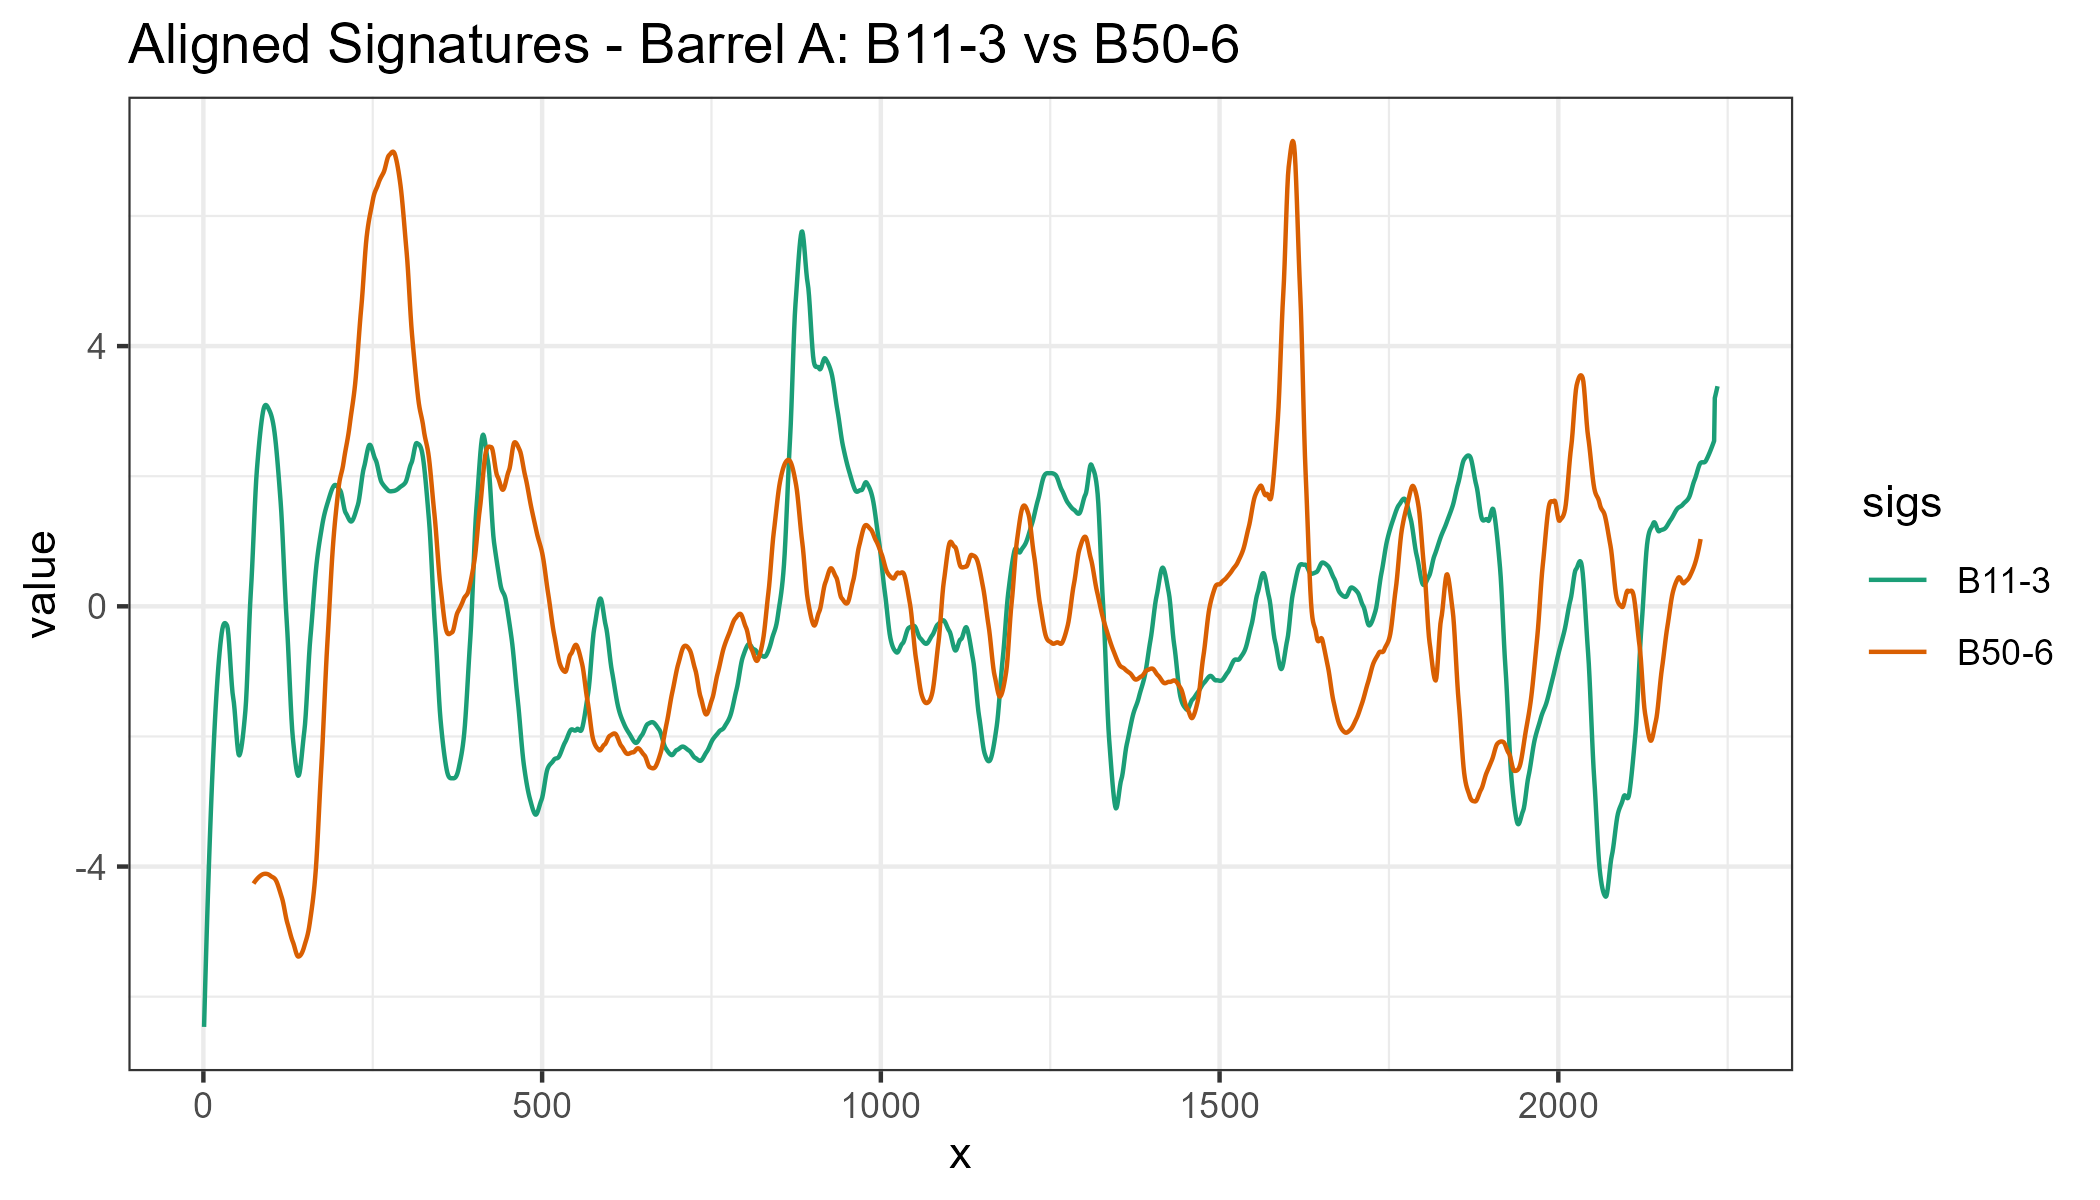 Aligned Signatures - Barrel A: B11-3 vs B50-6
value
4
0
-4
0 500 1000 1500 2000
x
sigs
B11-3
B50-6